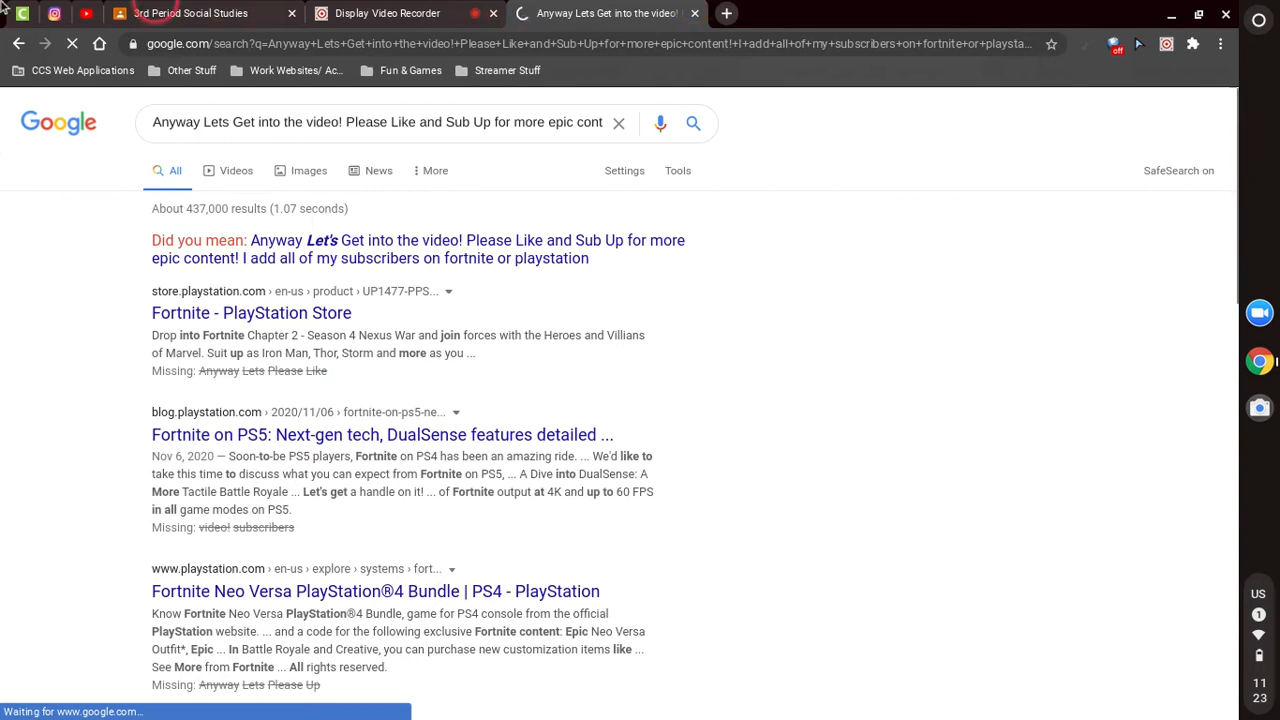 3rd Period Social Studies
Display Video Recorder
Anyway Lets Get into the video!
google.com/search?q=Anyway+Lets+Get+into+the+video!+Please+Like+and+Sub+Up+for+more+epic+content!+I+add+all+of+my+subscribers+on+fortnite+or+playsta...
off
CCS Web Applications
Other Stuff
Work Websites/ Ac...
Fun & Games
Streamer Stuff
Google
Anyway Lets Get into the video! Please Like and Sub Up for more epic cont
All
Videos
Images
News
More
Settings
Tools
SafeSearch on
About 437,000 results (1.07 seconds)
Did you mean: Anyway Let's Get into the video! Please Like and Sub Up for more
epic content! I add all of my subscribers on fortnite or playstation
store.playstation.com › en-us › product › UP1477-PPS...
Fortnite - PlayStation Store
Drop into Fortnite Chapter 2 - Season 4 Nexus War and join forces with the Heroes and Villians
of Marvel. Suit up as Iron Man, Thor, Storm and more as you ...
Missing: Anyway Lets Please Like
blog.playstation.com › 2020/11/06 › fortnite-on-ps5-ne...
Fortnite on PS5: Next-gen tech, DualSense features detailed ...
Nov 6, 2020 — Soon-to-be PS5 players, Fortnite on PS4 has been an amazing ride. ... We'd like to
take this time to discuss what you can expect from Fortnite on PS5, ... A Dive into DualSense: A
More Tactile Battle Royale ... Let's get a handle on it! ... of Fortnite output at 4K and up to 60 FPS
in all game modes on PS5.
Missing: video! subscribers
www.playstation.com › en-us › explore › systems › fort...
Fortnite Neo Versa PlayStation®4 Bundle | PS4 - PlayStation
Know Fortnite Neo Versa PlayStation®4 Bundle, game for PS4 console from the official
PlayStation website. ... and a code for the following exclusive Fortnite content: Epic Neo Versa
Outfit*, Epic ... In Battle Royale and Creative, you can purchase new customization items like ...
See More from Fortnite ... All rights reserved.
Missing: Anyway Lets Please Up
Waiting for www.google.com...
US
1
11
23